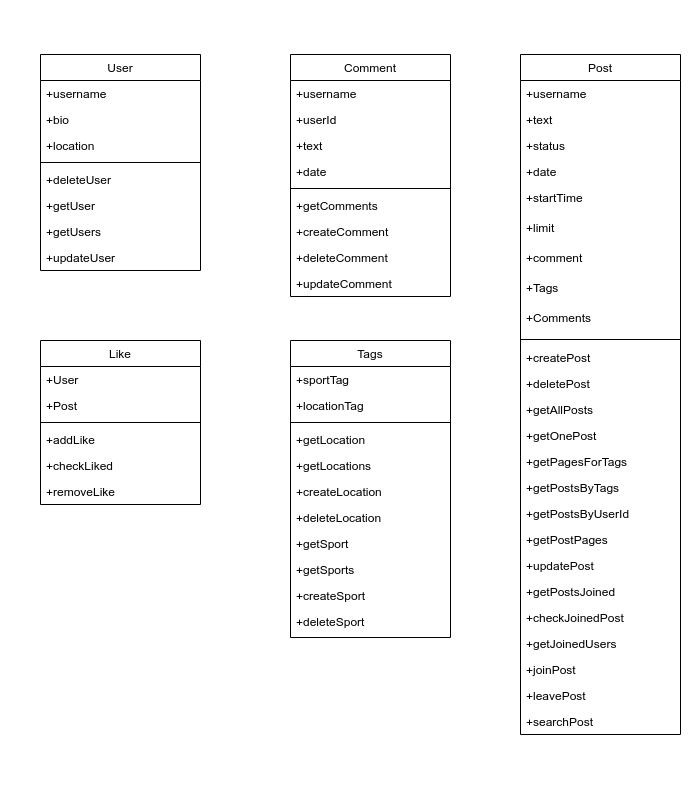 User
+username
+bio
+location
+deleteUser
+getUser
+getUsers
+updateUser
Comment
+username
+userId
+text
+date
+getComments
+createComment
+deleteComment
+updateComment
Post
+username
+text
+status
+date
+startTime
+limit
+comment
+Tags
+Comments
+createPost
+deletePost
+getAllPosts
+getOnePost
+getPagesForTags
+getPostsByTags
+getPostsByUserId
+getPostPages
+updatePost
+getPostsJoined
+checkJoinedPost
+getJoinedUsers
+joinPost
+leavePost
+searchPost
Like
+User
+Post
+addLike
+checkLiked
+removeLike
Tags
+sportTag
+locationTag
+getLocation
+getLocations
+createLocation
+deleteLocation
+getSport
+getSports
+createSport
+deleteSport